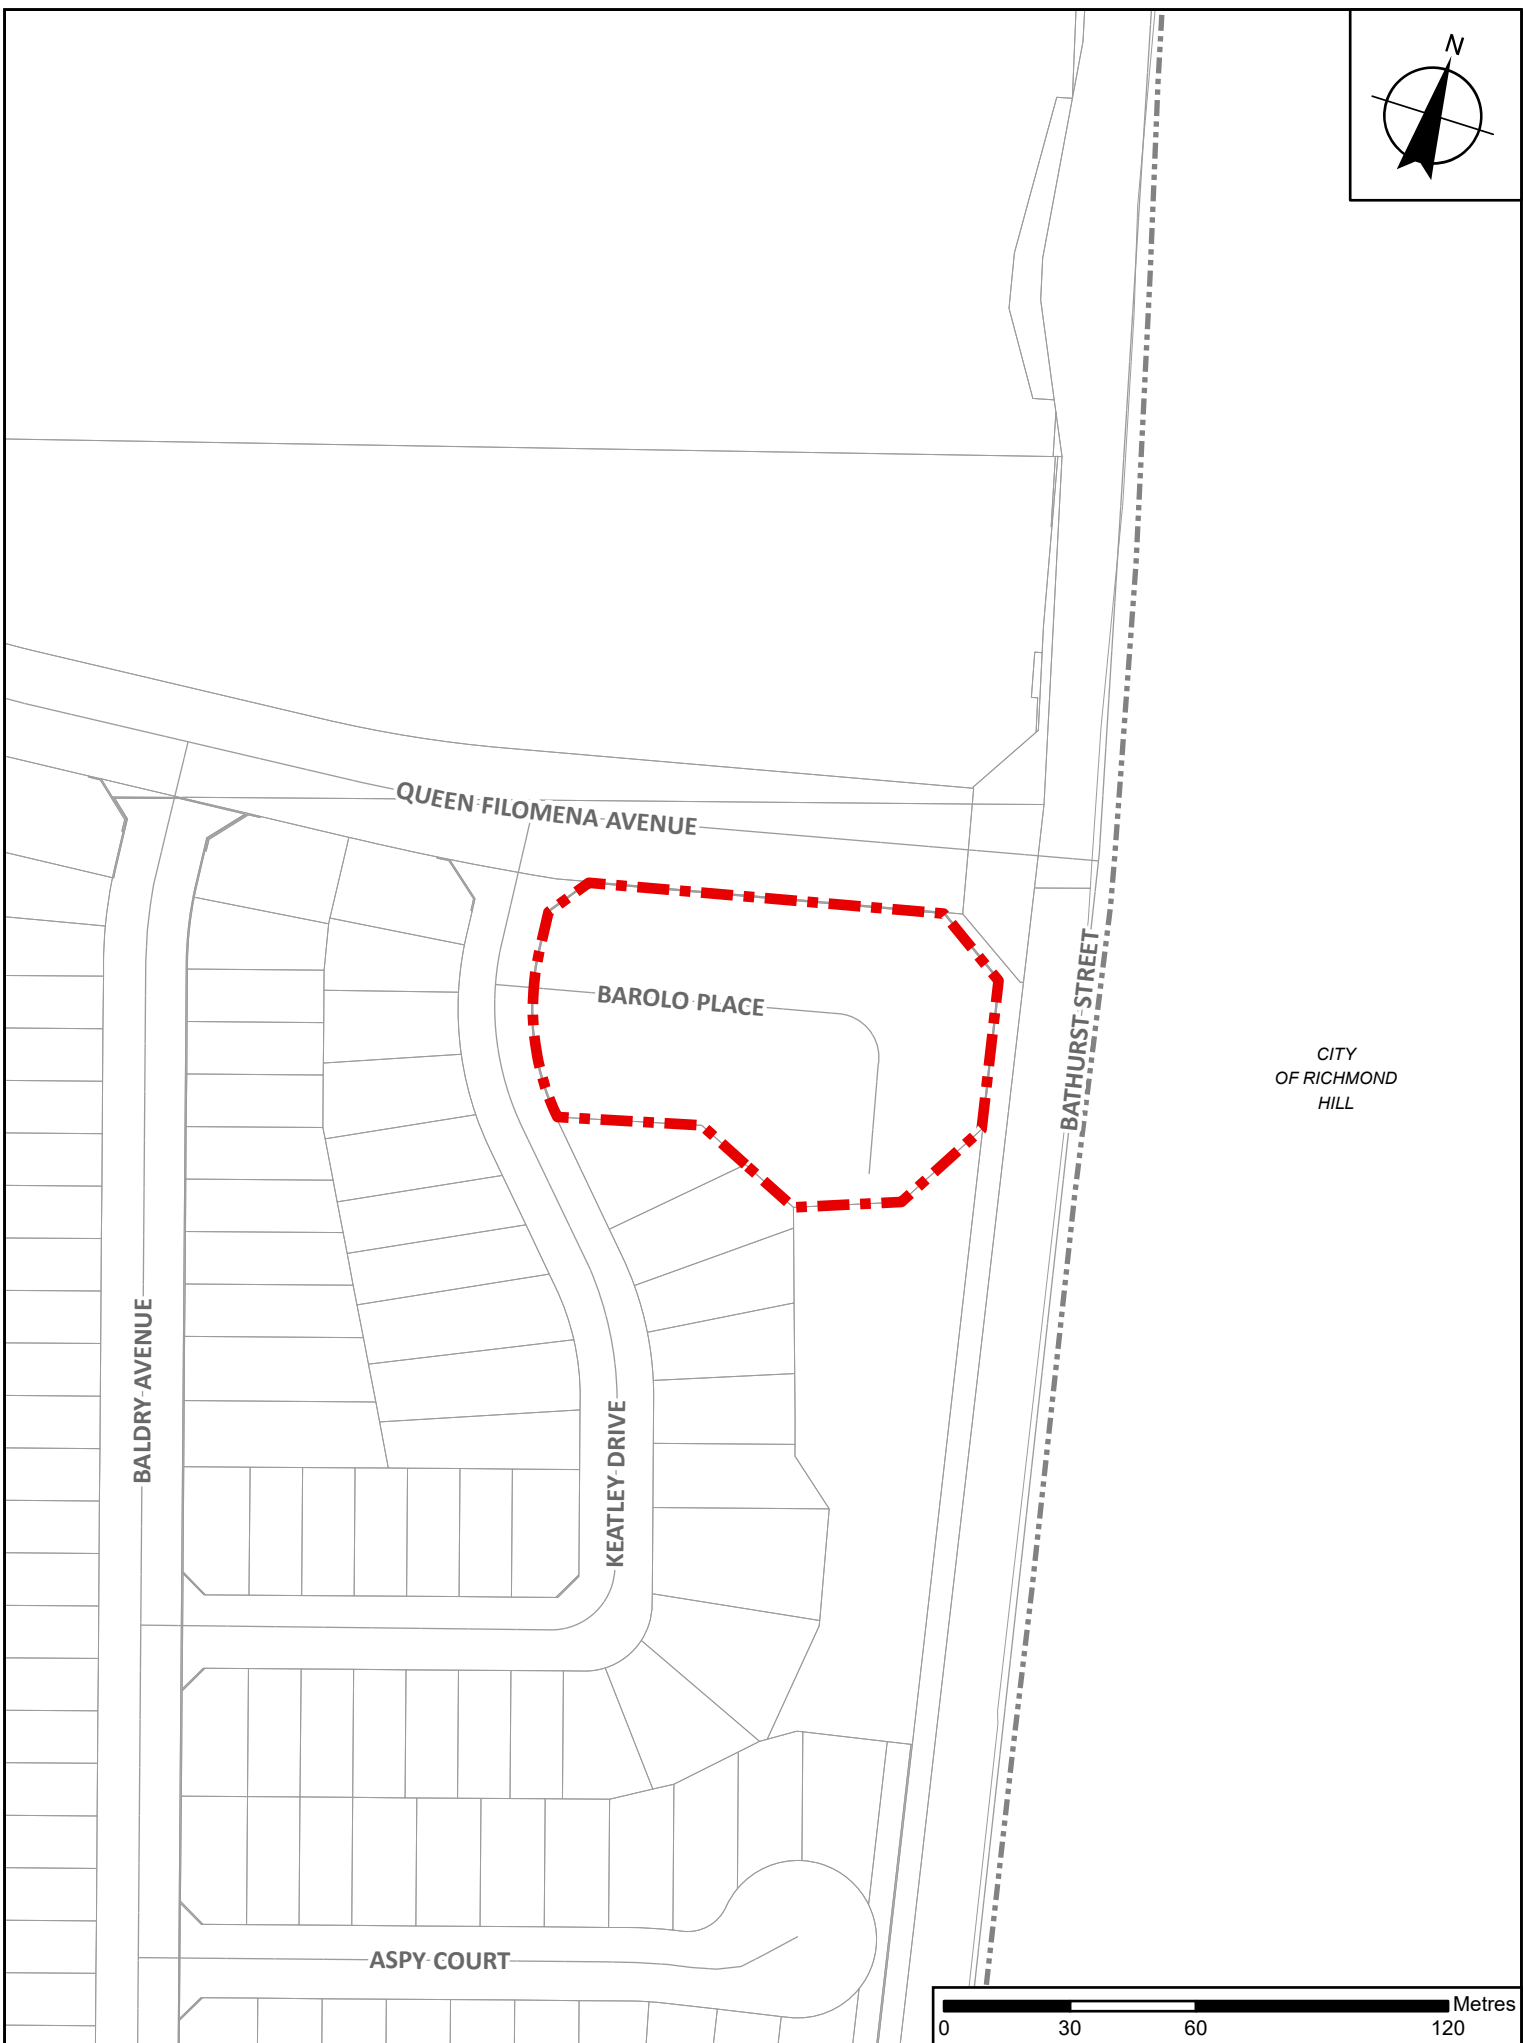 N
QUEEN FILOMENA AVENUE
BAROLO PLACE
BATHURST STREET
CITY
OF RICHMOND
HILL
BALDRY AVENUE
KEATLEY DRIVE
ASPY COURT
Metres
0 30 60 120